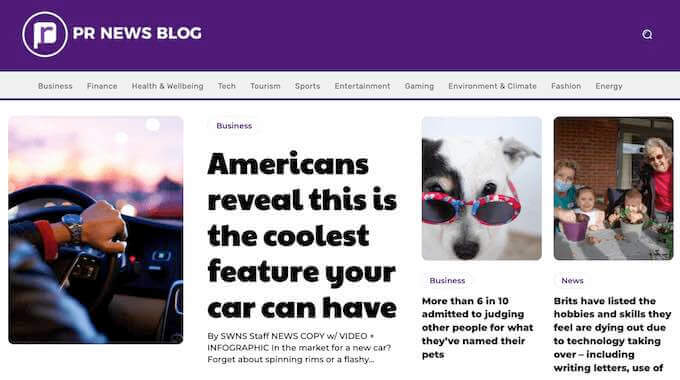 PR NEWS BLOG
Business Finance Health & Wellbeing Tech Tourism Sports Entertainment Gaming Environment & Climate Fashion Energy
Business
Americans
reveal this is
the coolest
feature your
car can have
By SWNS Staff NEWS COPY w/ VIDEO +
INFOGRAPHIC In the market for a new car?
Forget about spinning rims or a flashy...
Business
More than 6 in 10
admitted to judging
other people for what
they've named their
pets
News
Brits have listed the
hobbies and skills they
feel are dying out due
to technology taking
over – including
writing letters, use of